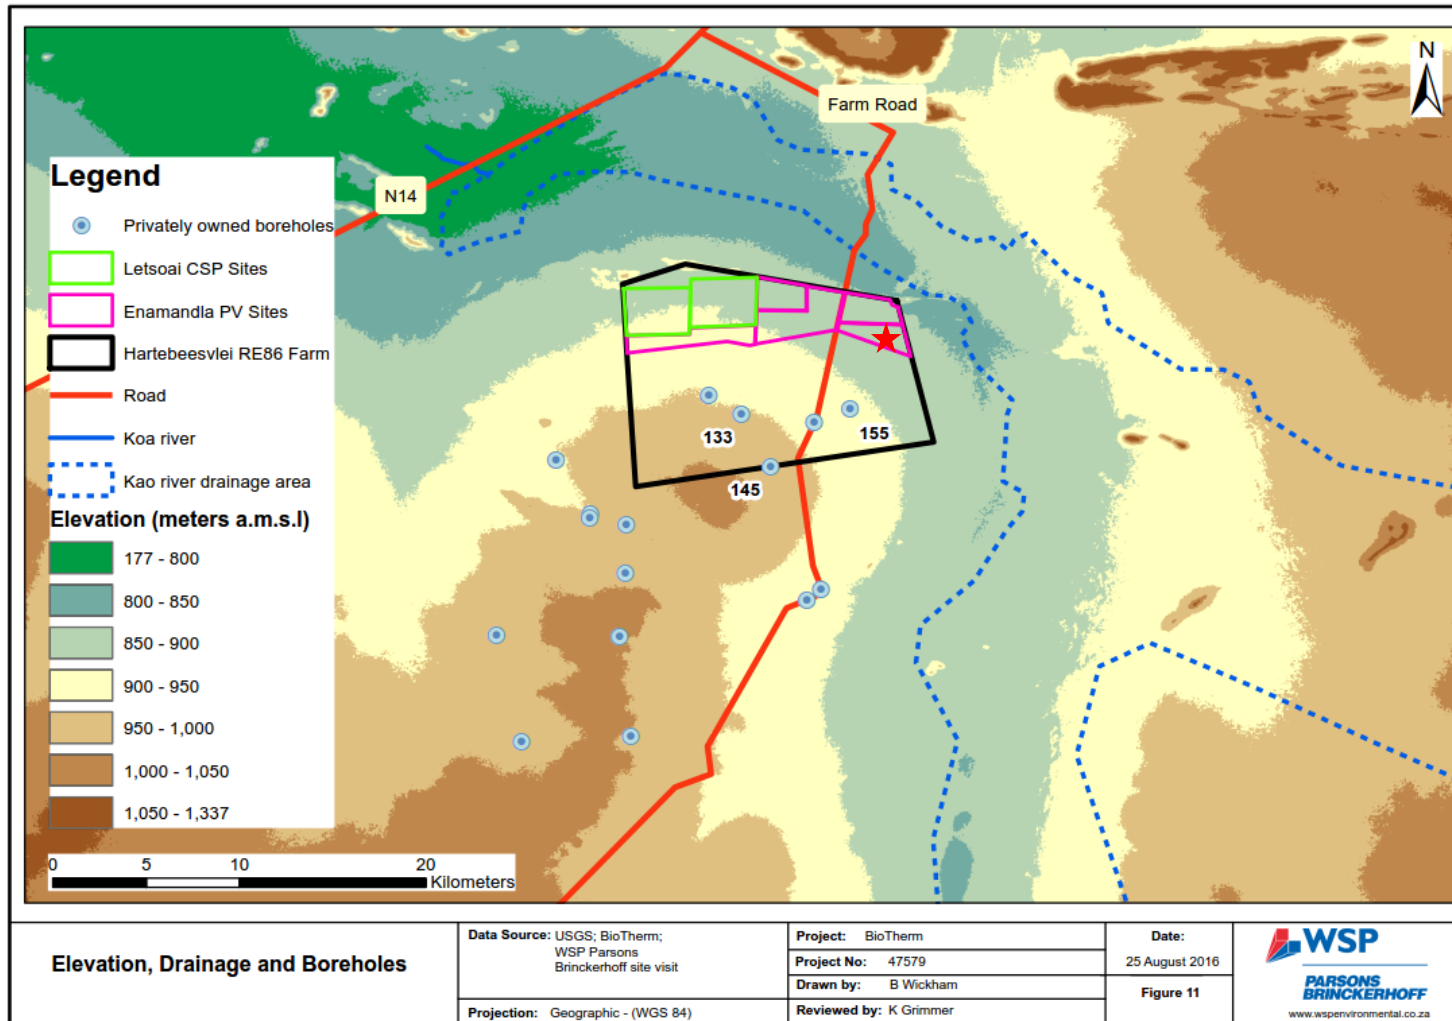 N
Farm Road
N14
Legend
Privately owned boreholes
Letsoai CSP Sites
Enamandla PV Sites
Hartebeesvlei RE86 Farm
Road
Koa river
Kao river drainage area
Elevation (meters a.m.s.l)
177 - 800
800 - 850
850 - 900
900 - 950
950 - 1,000
1,000 - 1,050
1,050 - 1,337
133
155
145
0 5 10 20
Kilometers
Elevation, Drainage and Boreholes
Data Source: USGS; BioTherm;
WSP Parsons
Brinckerhoff site visit
Projection: Geographic - (WGS 84)
Project: BioTherm
Project No: 47579
Drawn by: B Wickham
Reviewed by: K Grimmer
Date:
25 August 2016
Figure 11
WSP
PARSONS
BRINCKERHOFF
www.wspenvironmental.co.za